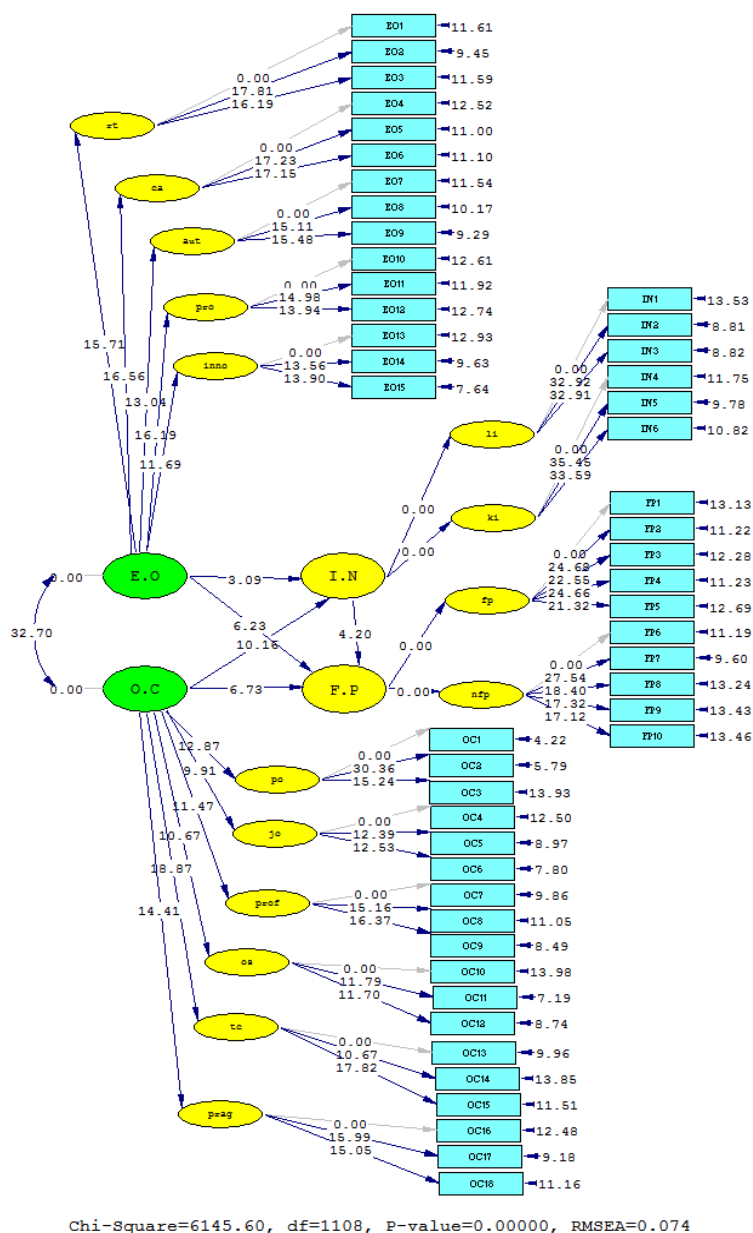 EO1 11.61
EO2 9.45
0.00
17.81 EO3 11.59
16.19
rt EO4 12.52
EO5 11.00
0.00
17.23 EO6 11.10
17.15
ca EO7 11.54
0.00 EO8 10.17
15.11
15.48 EO9 9.29
aut
EO10 12.61
0.00 EO11 11.92
14.98
pro 13.94 EO12 12.74
IN1 13.53
EO13 12.93
IN2 8.81
15.71 0.00
inno 13.56 EO14 9.63
IN3 8.82
16.56 13.90 EO15 7.64
0.00 IN4 11.75
32.92
32.91
13.04 IN5 9.78
16.19 IN6 10.82
11.69 li
0.00
35.45
33.59
0.00 FP1 13.13
ki
FP2 11.22
0.00 0.00
FP3 12.28
24.68
22.55
0.00 E.O 3.09 I.N FP4 11.23
24.66
fp 21.32 FP5 12.69
6.23 FP6 11.19
32.70 4.20
10.16 0.00
0.00 FP7 9.60
27.54
0.00 O.C 6.73 F.P 0.00 nfp 18.40 FP8 13.24
17.32 FP9 13.43
17.12
FP10 13.46
OC1 4.22
12.87 0.00
OC2 5.79
9.91 po 30.36
15.24 OC3 13.93
11.47
OC4 12.50
0.00
10.67 jo 12.39 OC5 8.97
12.53
18.87 OC6 7.80
0.00 OC7 9.86
14.41 prof 15.16
16.37 OC8 11.05
OC9 8.49
oa 0.00 OC10 13.98
11.79
11.70 OC11 7.19
OC12 8.74
tc 0.00
OC13 9.96
10.67
17.82 OC14 13.85
OC15 11.51
prag 0.00 OC16 12.48
15.99
15.05 OC17 9.18
OC18 11.16
Chi-Square=6145.60, df=1108, P-value=0.00000, RMSEA=0.074